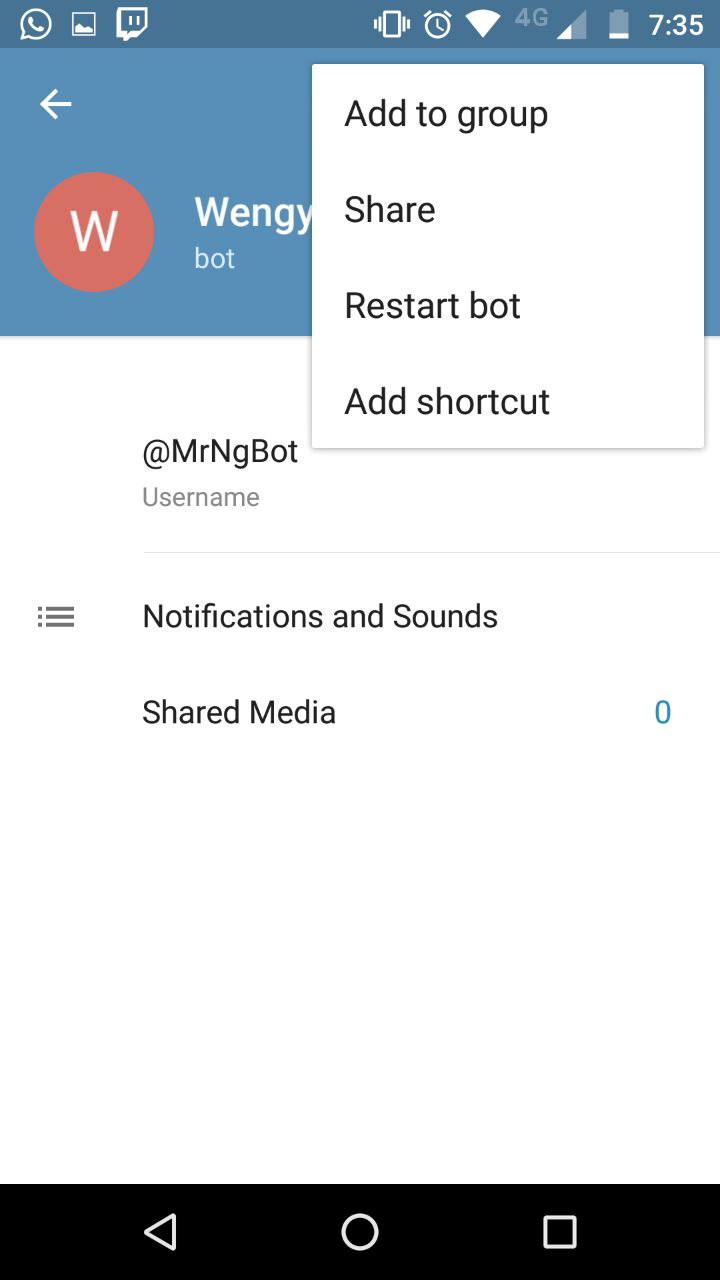 4G 7:35
Add to group
Share
Restart bot
Add shortcut
W
Wengy
bot
@MrNgBot
Username
Notifications and Sounds
Shared Media 0